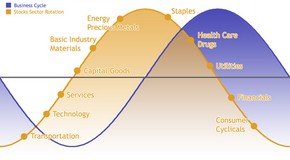 Business Cycle
Stocks Sector Rotation
Staples
Energy
Precious Metals
Health Care
Drugs
Basic Industry
Materials
Capital Goods
Utilities
Services
Financials
Technology
Consumer
Cyclicals
Transportation